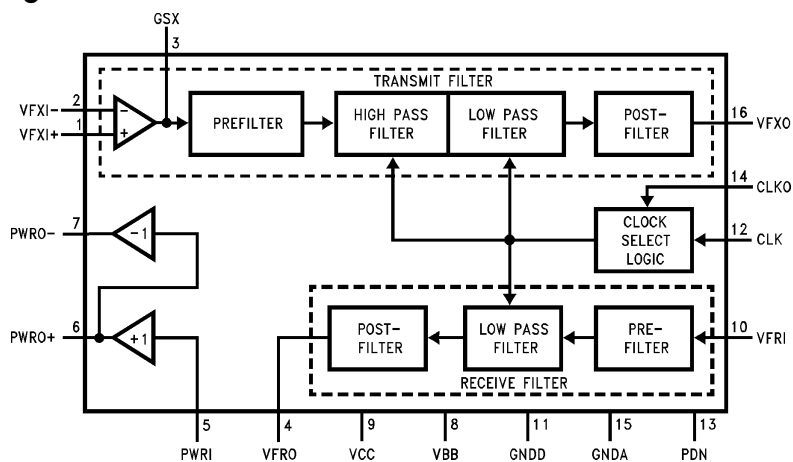 GSX
3
TRANSMIT FILTER
2
VFXI-
1
VFXI+
-
+
PREFILTER
HIGH PASS
FILTER
LOW PASS
FILTER
POST-
FILTER
16
VFXO
14
CLKO
CLOCK
SELECT
LOGIC
12
CLK
7
PWRO-
-1
6
PWRO+
+1
POST-
FILTER
LOW PASS
FILTER
PRE-
FILTER
10
VFRI
RECEIVE FILTER
5
4
9
8
11
15
13
PWRI
VFRO
VCC
VBB
GNDD
GNDA
PDN